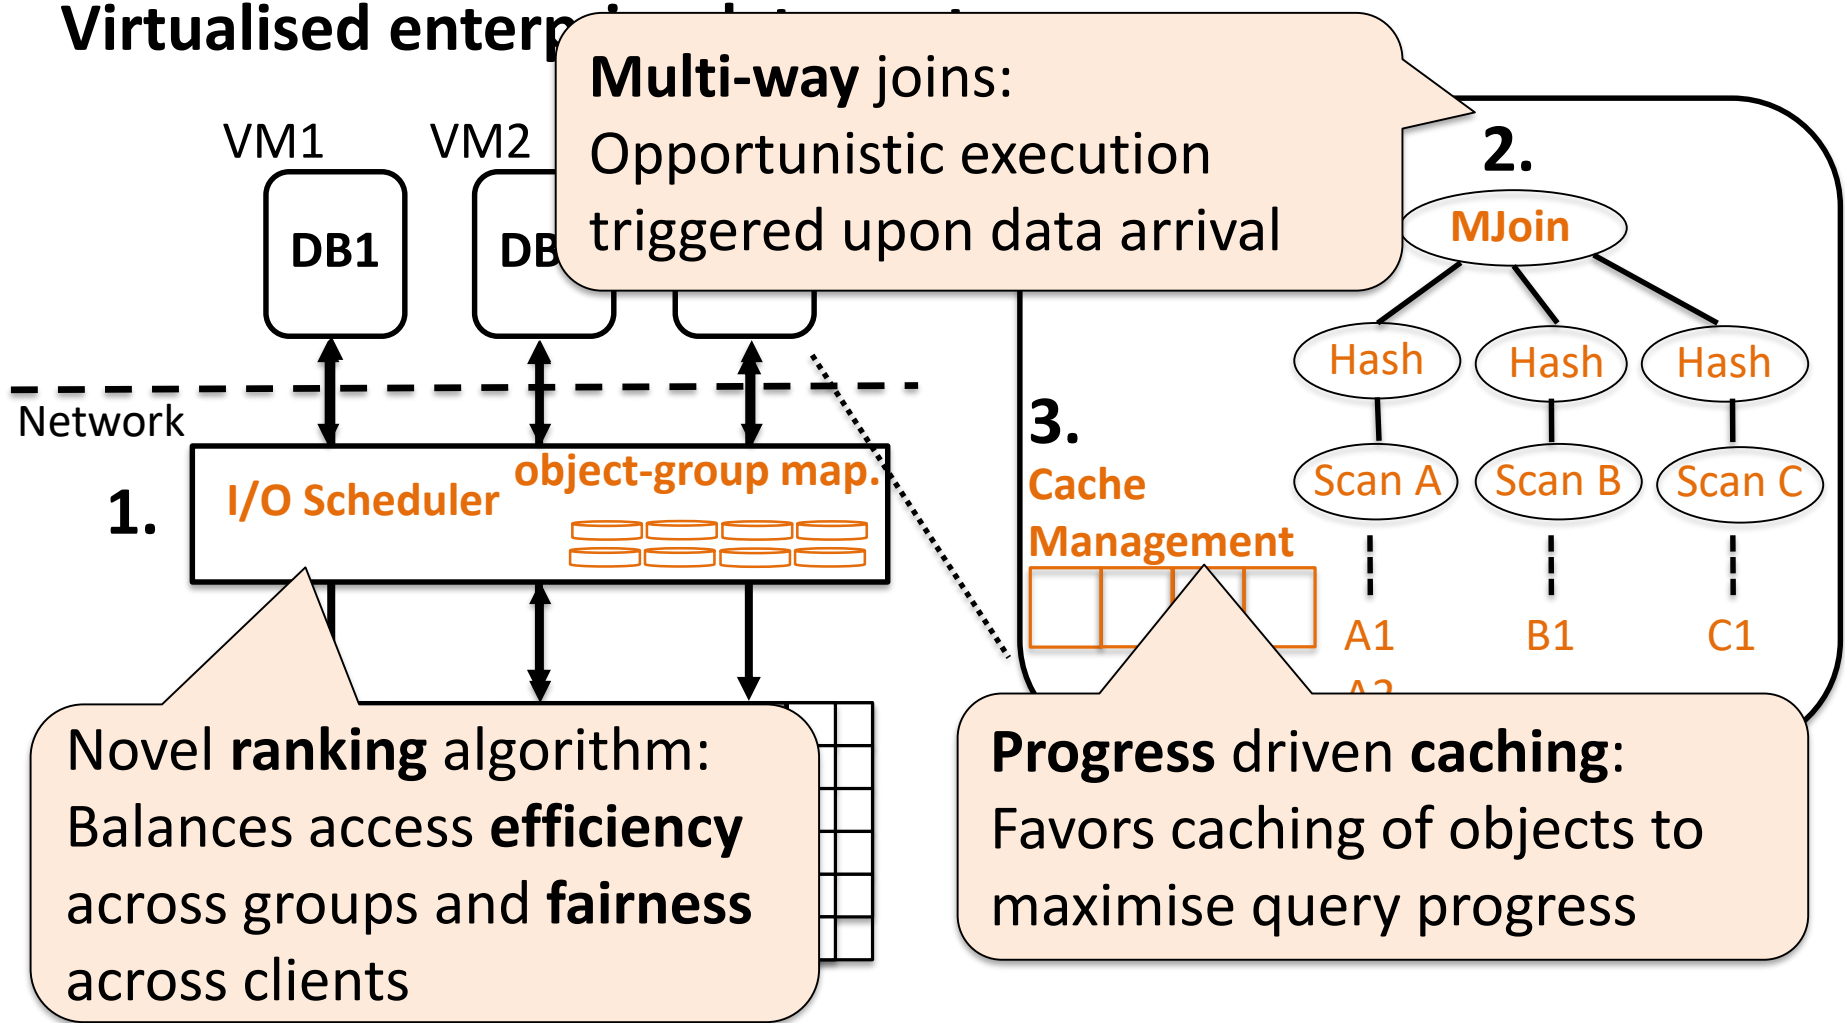 Virtualised enterp
Multi-way joins:
Opportunistic execution
triggered upon data arrival
VM1
VM2
DB1
DB
2.
MJoin
Hash
Hash
Hash
Scan A
Scan B
Scan C
A1
B1
C1
A2
3.
Cache
Management
Network
1.
I/O Scheduler
object-group map.
Novel ranking algorithm:
Balances access efficiency
across groups and fairness
across clients
Progress driven caching:
Favors caching of objects to
maximise query progress